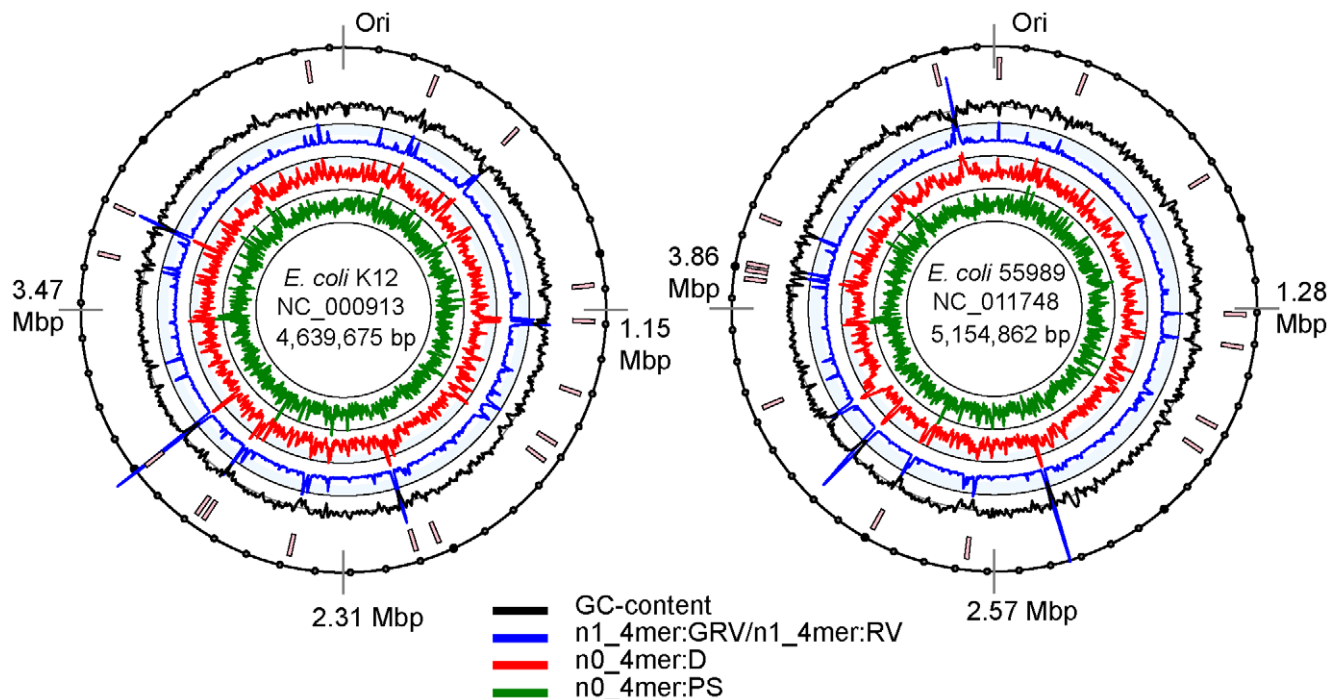 Ori
E. coli K12
NC_000913
4,639,675 bp
3.47
Mbp
1.15
Mbp
2.31 Mbp
Ori
E. coli 55989
NC_011748
5,154,862 bp
3.86
Mbp
1.28
Mbp
2.57 Mbp
GC-content
n1_4mer:GRV/n1_4mer:RV
n0_4mer:D
n0_4mer:PS